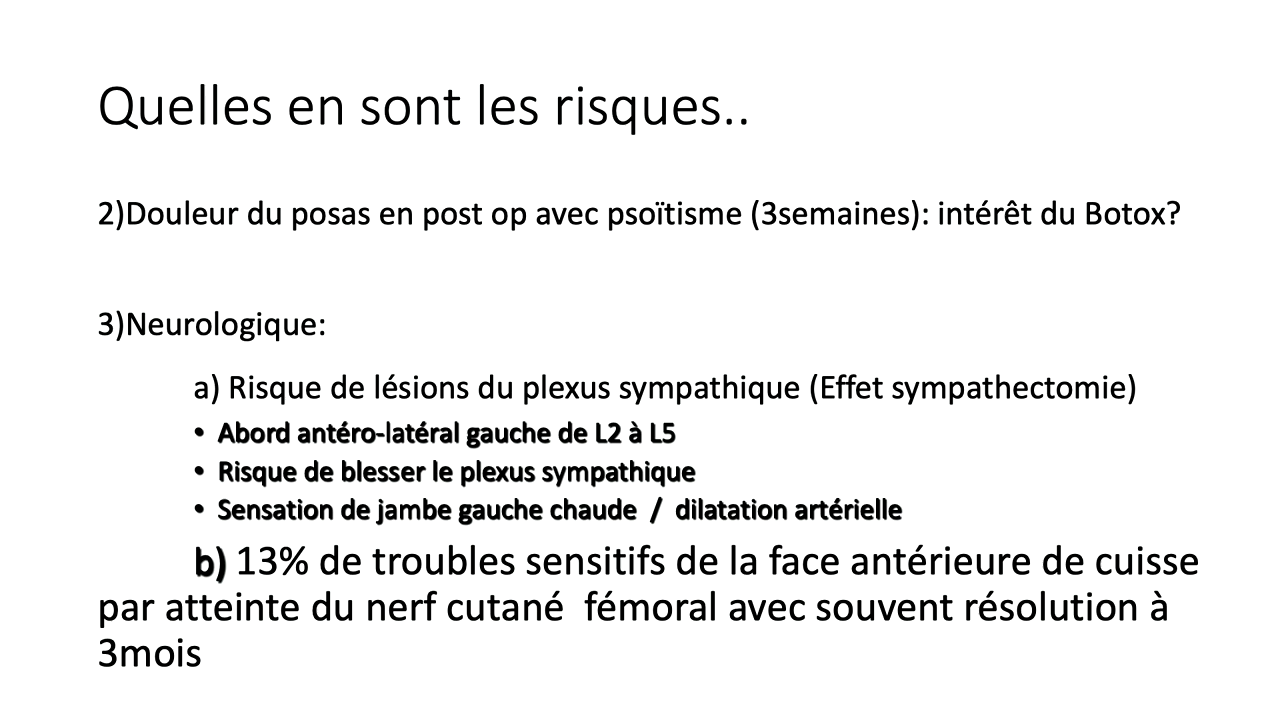 Quelles en sont les risques..
2)Douleur du posas en post op avec psoïtisme (3semaines): intérêt du Botox?
3)Neurologique:
a) Risque de lésions du plexus sympathique (Effet sympathectomie)
• Abord antéro-latéral gauche de L2 à L5
• Risque de blesser le plexus sympathique
• Sensation de jambe gauche chaude / dilatation artérielle
b) 13% de troubles sensitifs de la face antérieure de cuisse
par atteinte du nerf cutané fémoral avec souvent résolution à
3mois